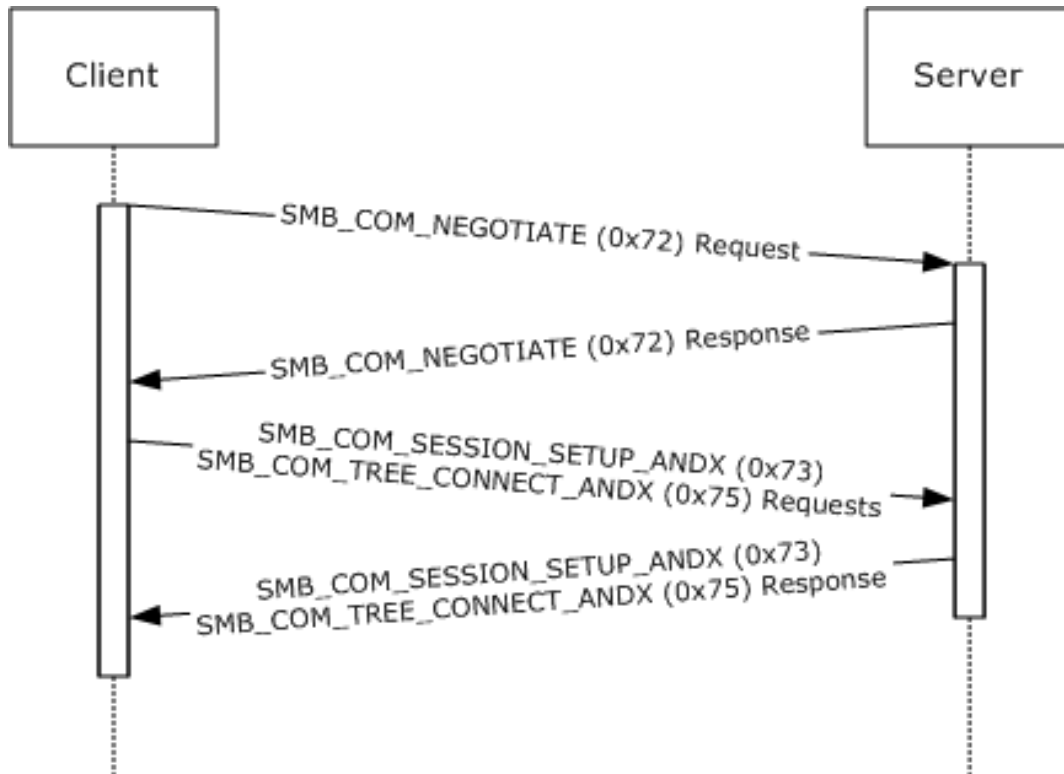 Client
Server
SMB_COM_NEGOTIATE (0x72) Request
SMB_COM_NEGOTIATE (0x72) Response
SMB_COM_SESSION_SETUP_ANDX (0x73)
SMB_COM_TREE_CONNECT_ANDX (0x75) Requests
SMB_COM_SESSION_SETUP_ANDX (0x73)
SMB_COM_TREE_CONNECT_ANDX (0x75) Response